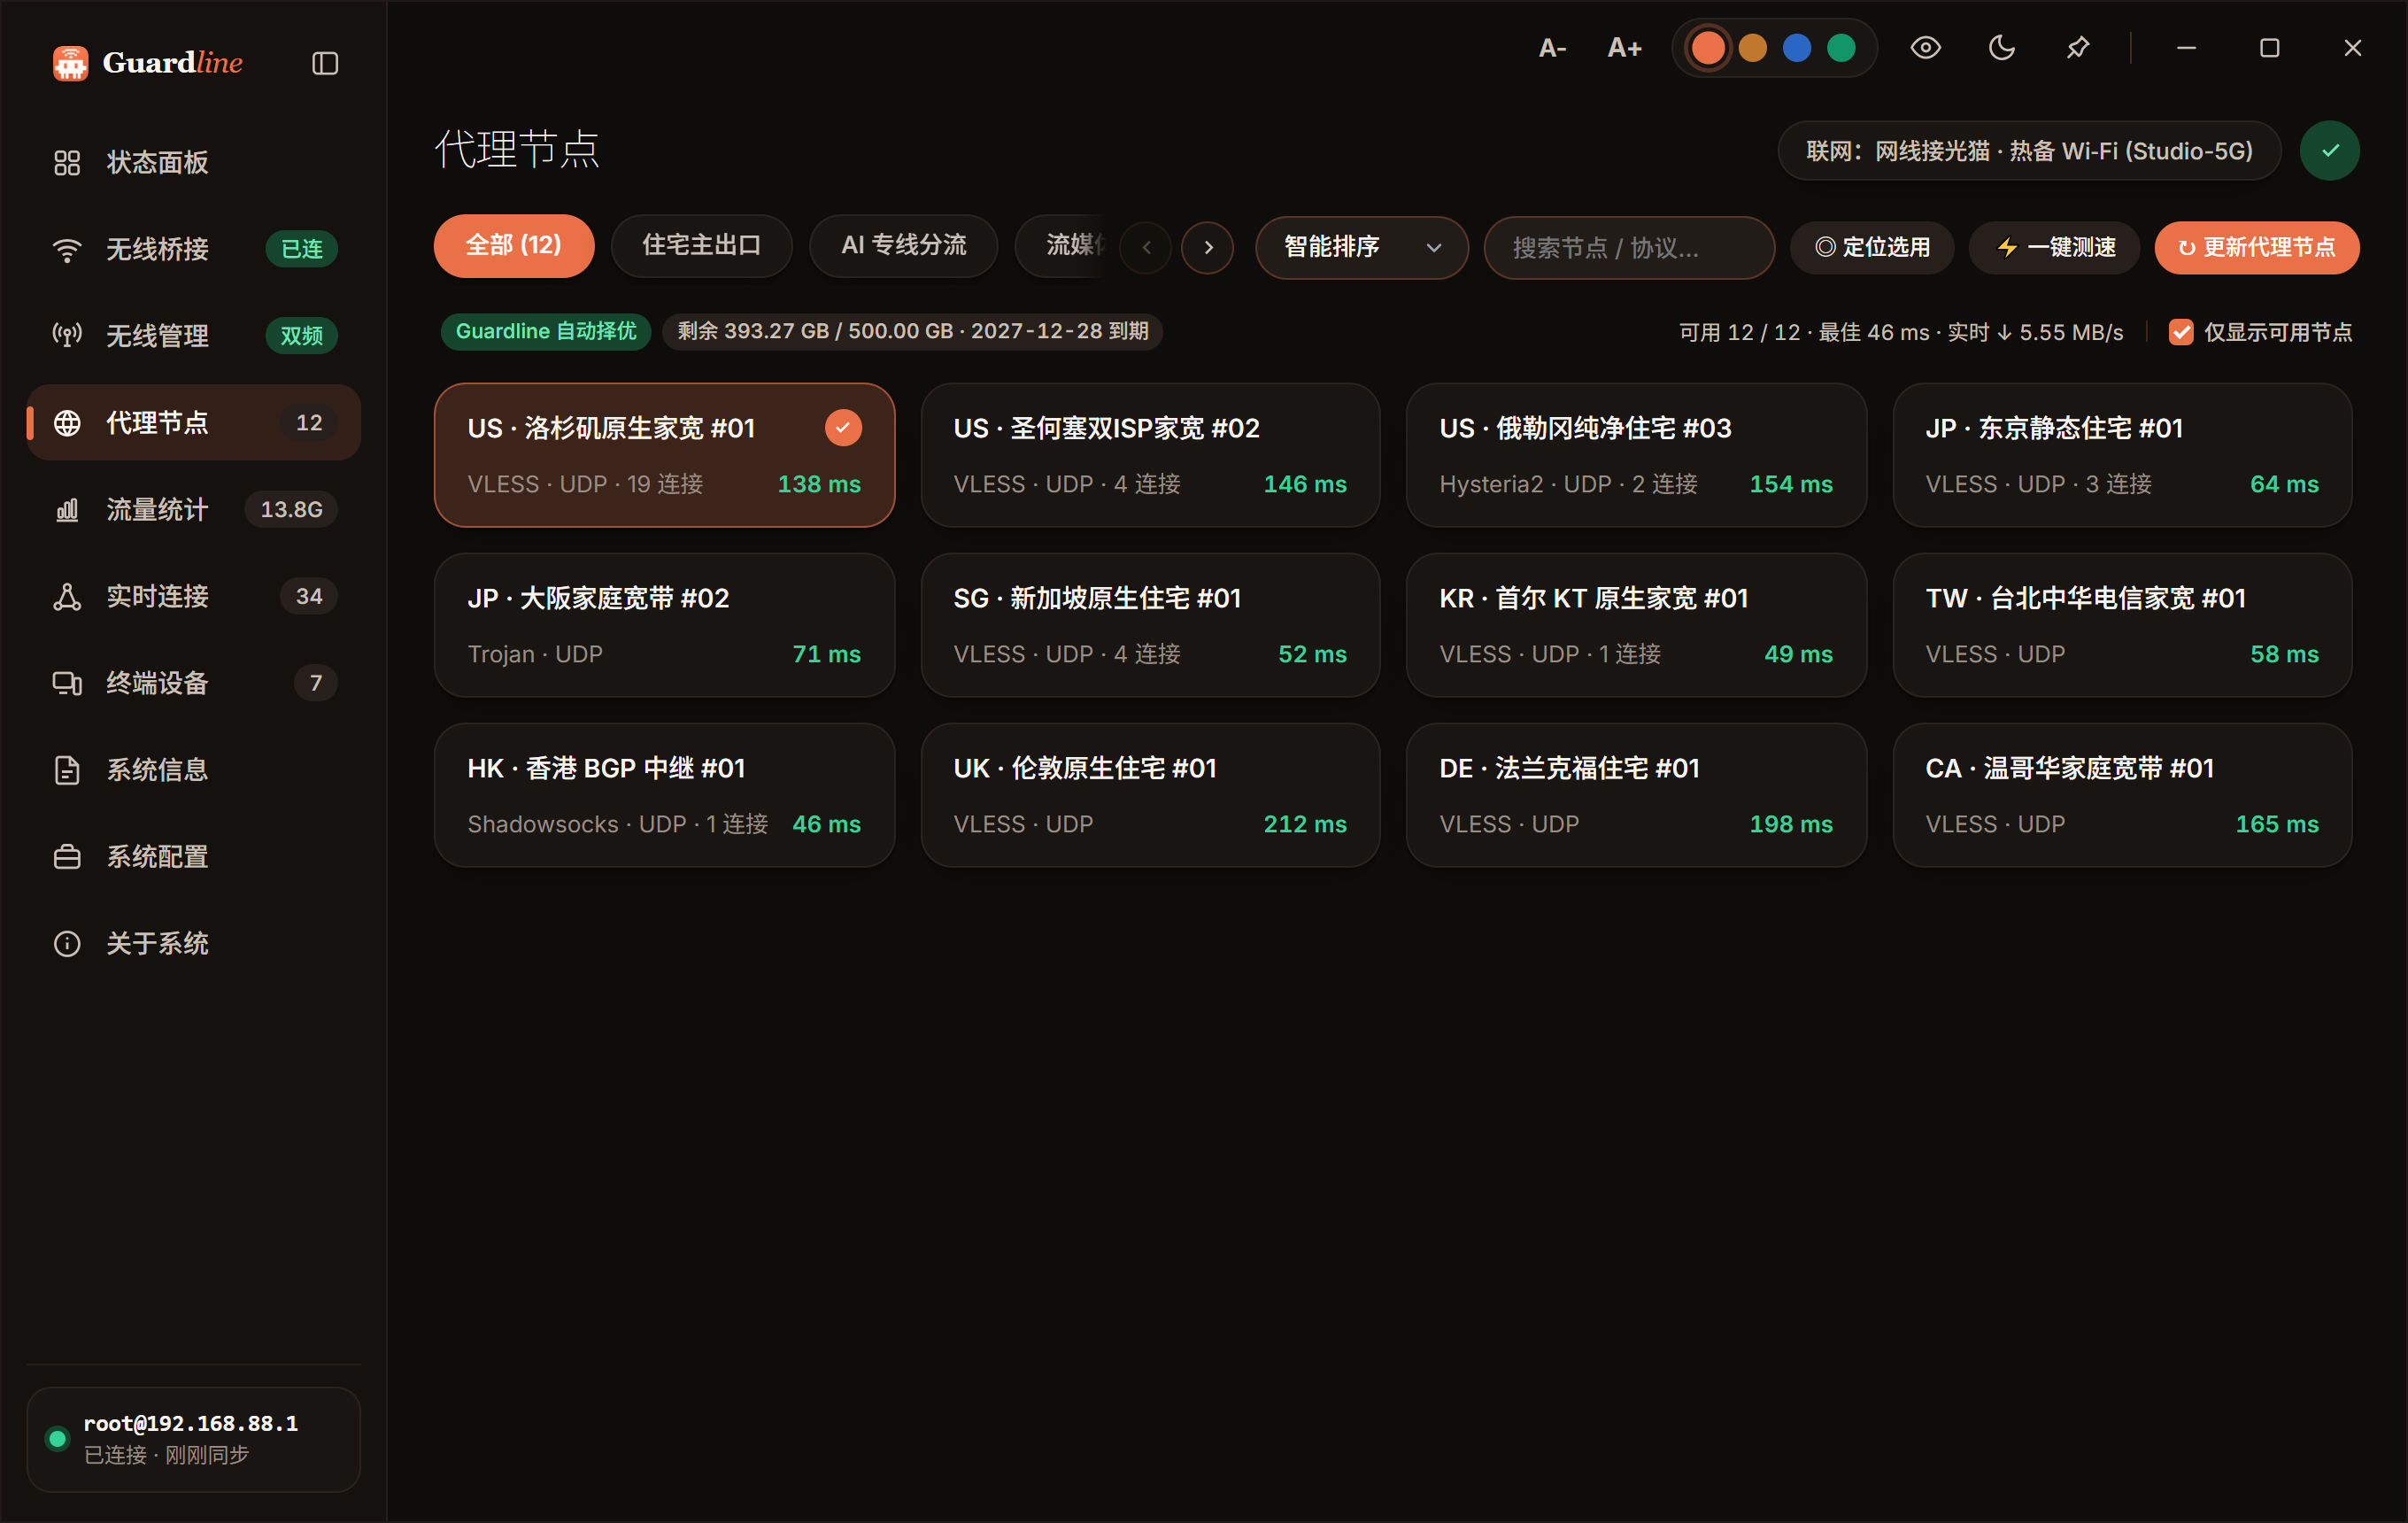 Guardline
A- A+
状态面板
无线桥接 已连
无线管理 双频
代理节点 12
流量统计 13.8G
实时连接 34
终端设备 7
系统信息
系统配置
关于系统
root@192.168.88.1
已连接 · 刚刚同步
代理节点
联网：网线接光猫 · 热备 Wi-Fi (Studio-5G)
全部 (12) 住宅主出口 AI 专线分流 流媒 智能排序 搜索节点 / 协议... ◎ 定位选用 ⚡ 一键测速 ↻ 更新代理节点
Guardline 自动择优 剩余 393.27 GB / 500.00 GB · 2027-12-28 到期 可用 12 / 12 · 最佳 46 ms · 实时 ↓ 5.55 MB/s 仅显示可用节点
US · 洛杉矶原生家宽 #01
VLESS · UDP · 19 连接 138 ms
US · 圣何塞双ISP家宽 #02
VLESS · UDP · 4 连接 146 ms
US · 俄勒冈纯净住宅 #03
Hysteria2 · UDP · 2 连接 154 ms
JP · 东京静态住宅 #01
VLESS · UDP · 3 连接 64 ms
JP · 大阪家庭宽带 #02
Trojan · UDP 71 ms
SG · 新加坡原生住宅 #01
VLESS · UDP · 4 连接 52 ms
KR · 首尔 KT 原生家宽 #01
VLESS · UDP · 1 连接 49 ms
TW · 台北中华电信家宽 #01
VLESS · UDP 58 ms
HK · 香港 BGP 中继 #01
Shadowsocks · UDP · 1 连接 46 ms
UK · 伦敦原生住宅 #01
VLESS · UDP 212 ms
DE · 法兰克福住宅 #01
VLESS · UDP 198 ms
CA · 温哥华家庭宽带 #01
VLESS · UDP 165 ms